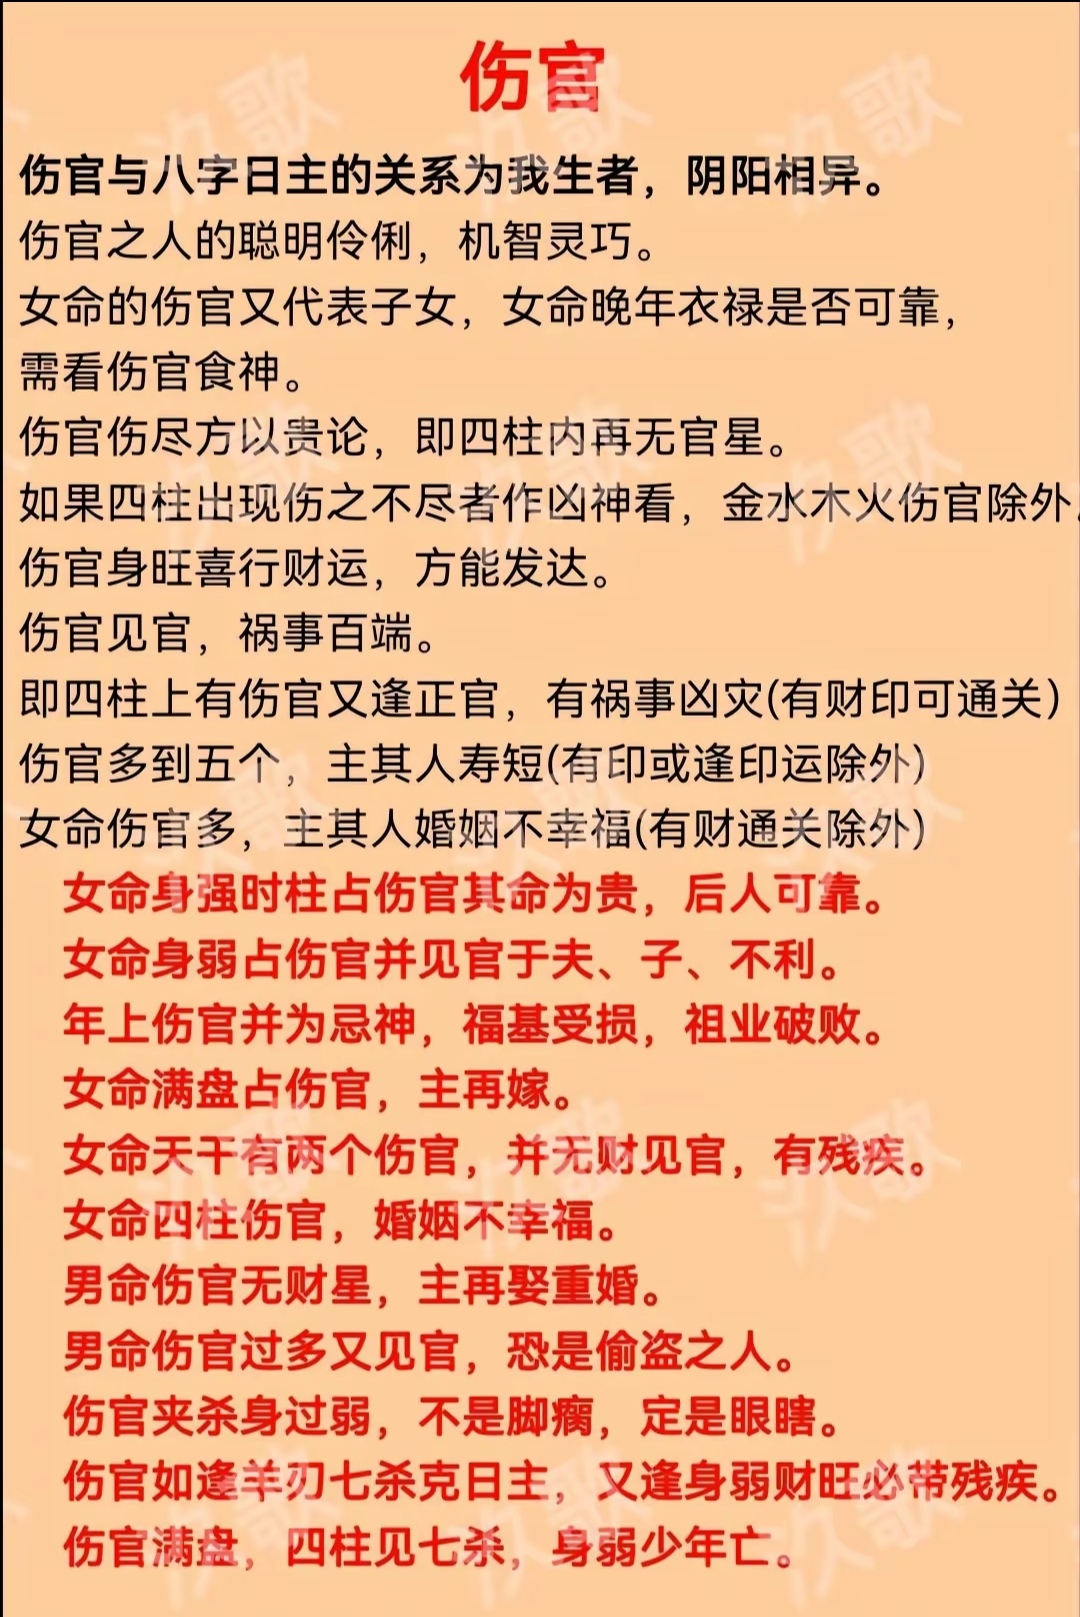 伤官
伤官与八字日主的关系为我生者，阴阳相异。
伤官之人的聪明伶俐，机智灵巧。
女命的伤官又代表子女，女命晚年衣禄是否可靠，
需看伤官食神。
伤官伤尽方以贵论，即四柱内再无官星。
如果四柱出现伤之不尽者作凶神看，金水木火伤官除外。
伤官身旺喜行财运，方能发达。
伤官见官，祸事百端。
即四柱上有伤官又逢正官，有祸事凶灾(有财印可通关)
伤官多到五个，主其人寿短(有印或逢印运除外)
女命伤官多，主其人婚姻不幸福(有财通关除外)
女命身强时柱占伤官其命为贵，后人可靠。
女命身弱占伤官并见官于夫、子、不利。
年上伤官并为忌神，福基受损，祖业破败。
女命满盘占伤官，主再嫁。
女命天干有两个伤官，并无财见官，有残疾。
女命四柱伤官，婚姻不幸福。
男命伤官无财星，主再娶重婚。
男命伤官过多又见官，恐是偷盗之人。
伤官夹杀身过弱，不是脚瘸，定是眼瞎。
伤官如逢羊刃七杀克日主，又逢身弱财旺必带残疾。
伤官满盘，四柱见七杀，身弱少年亡。